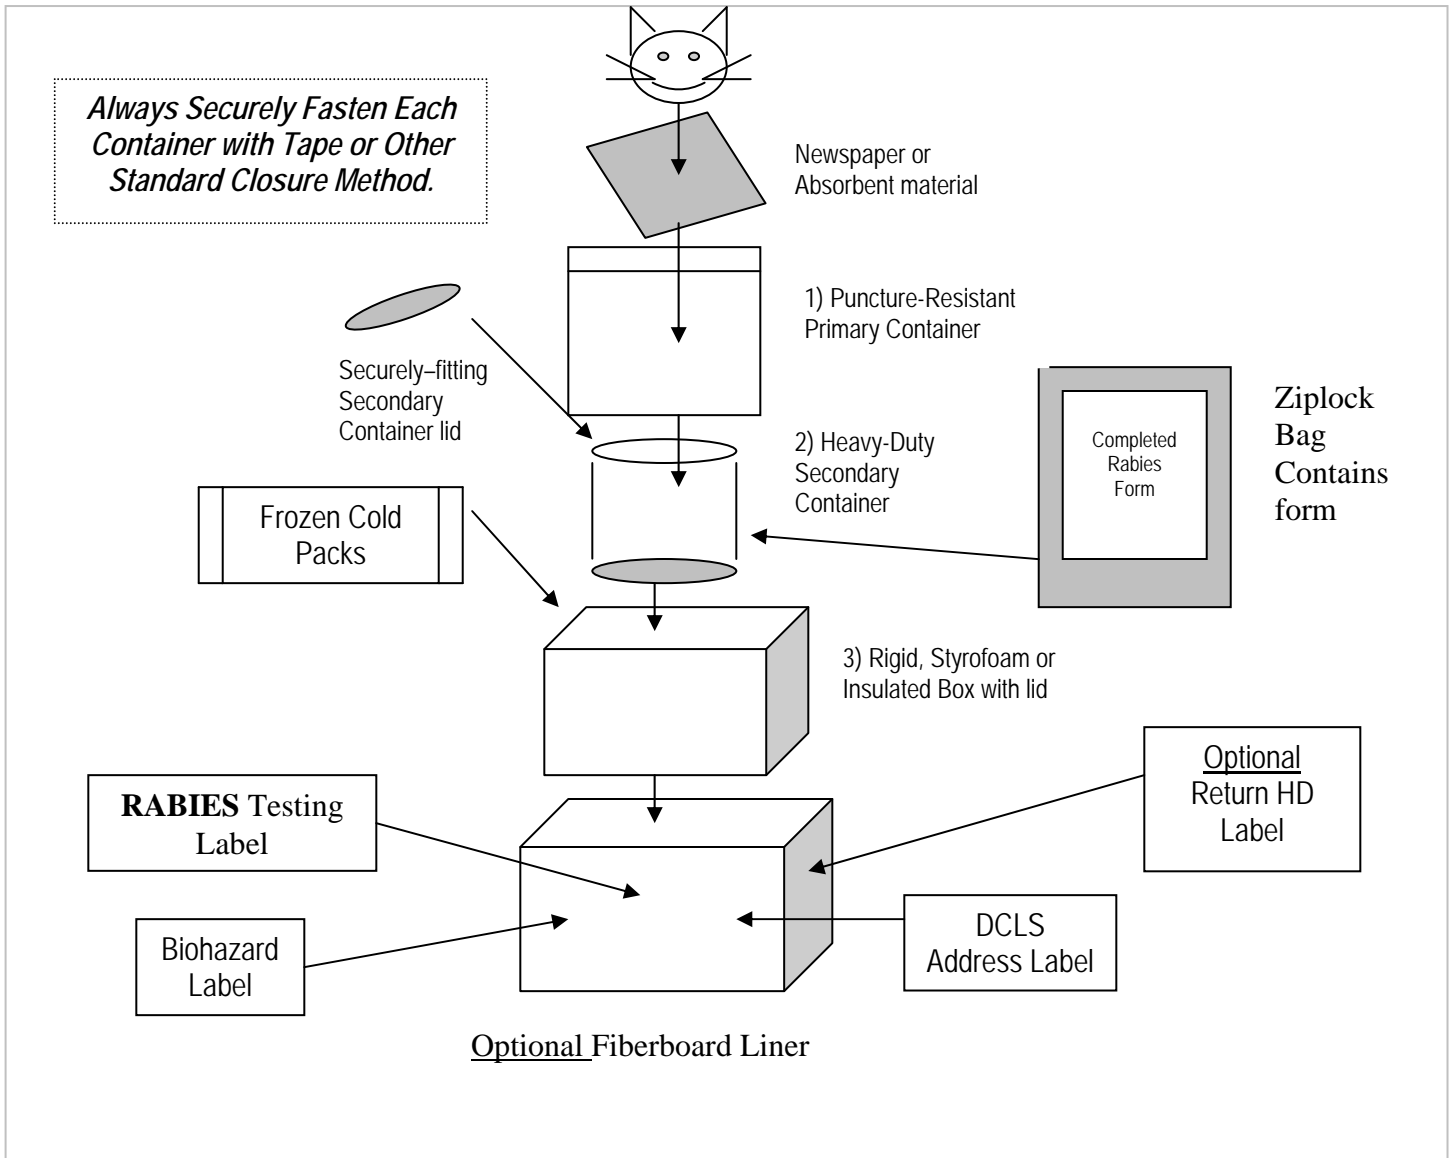 Always Securely Fasten Each
Container with Tape or Other
Standard Closure Method.
Newspaper or
Absorbent material
1) Puncture-Resistant
Primary Container
Securely–fitting
Secondary
Container lid
2) Heavy-Duty
Secondary
Container
Completed
Rabies
Form
Ziplock
Bag
Contains
form
Frozen Cold
Packs
3) Rigid, Styrofoam or
Insulated Box with lid
RABIES Testing
Label
Optional
Return HD
Label
Biohazard
Label
DCLS
Address Label
Optional Fiberboard Liner